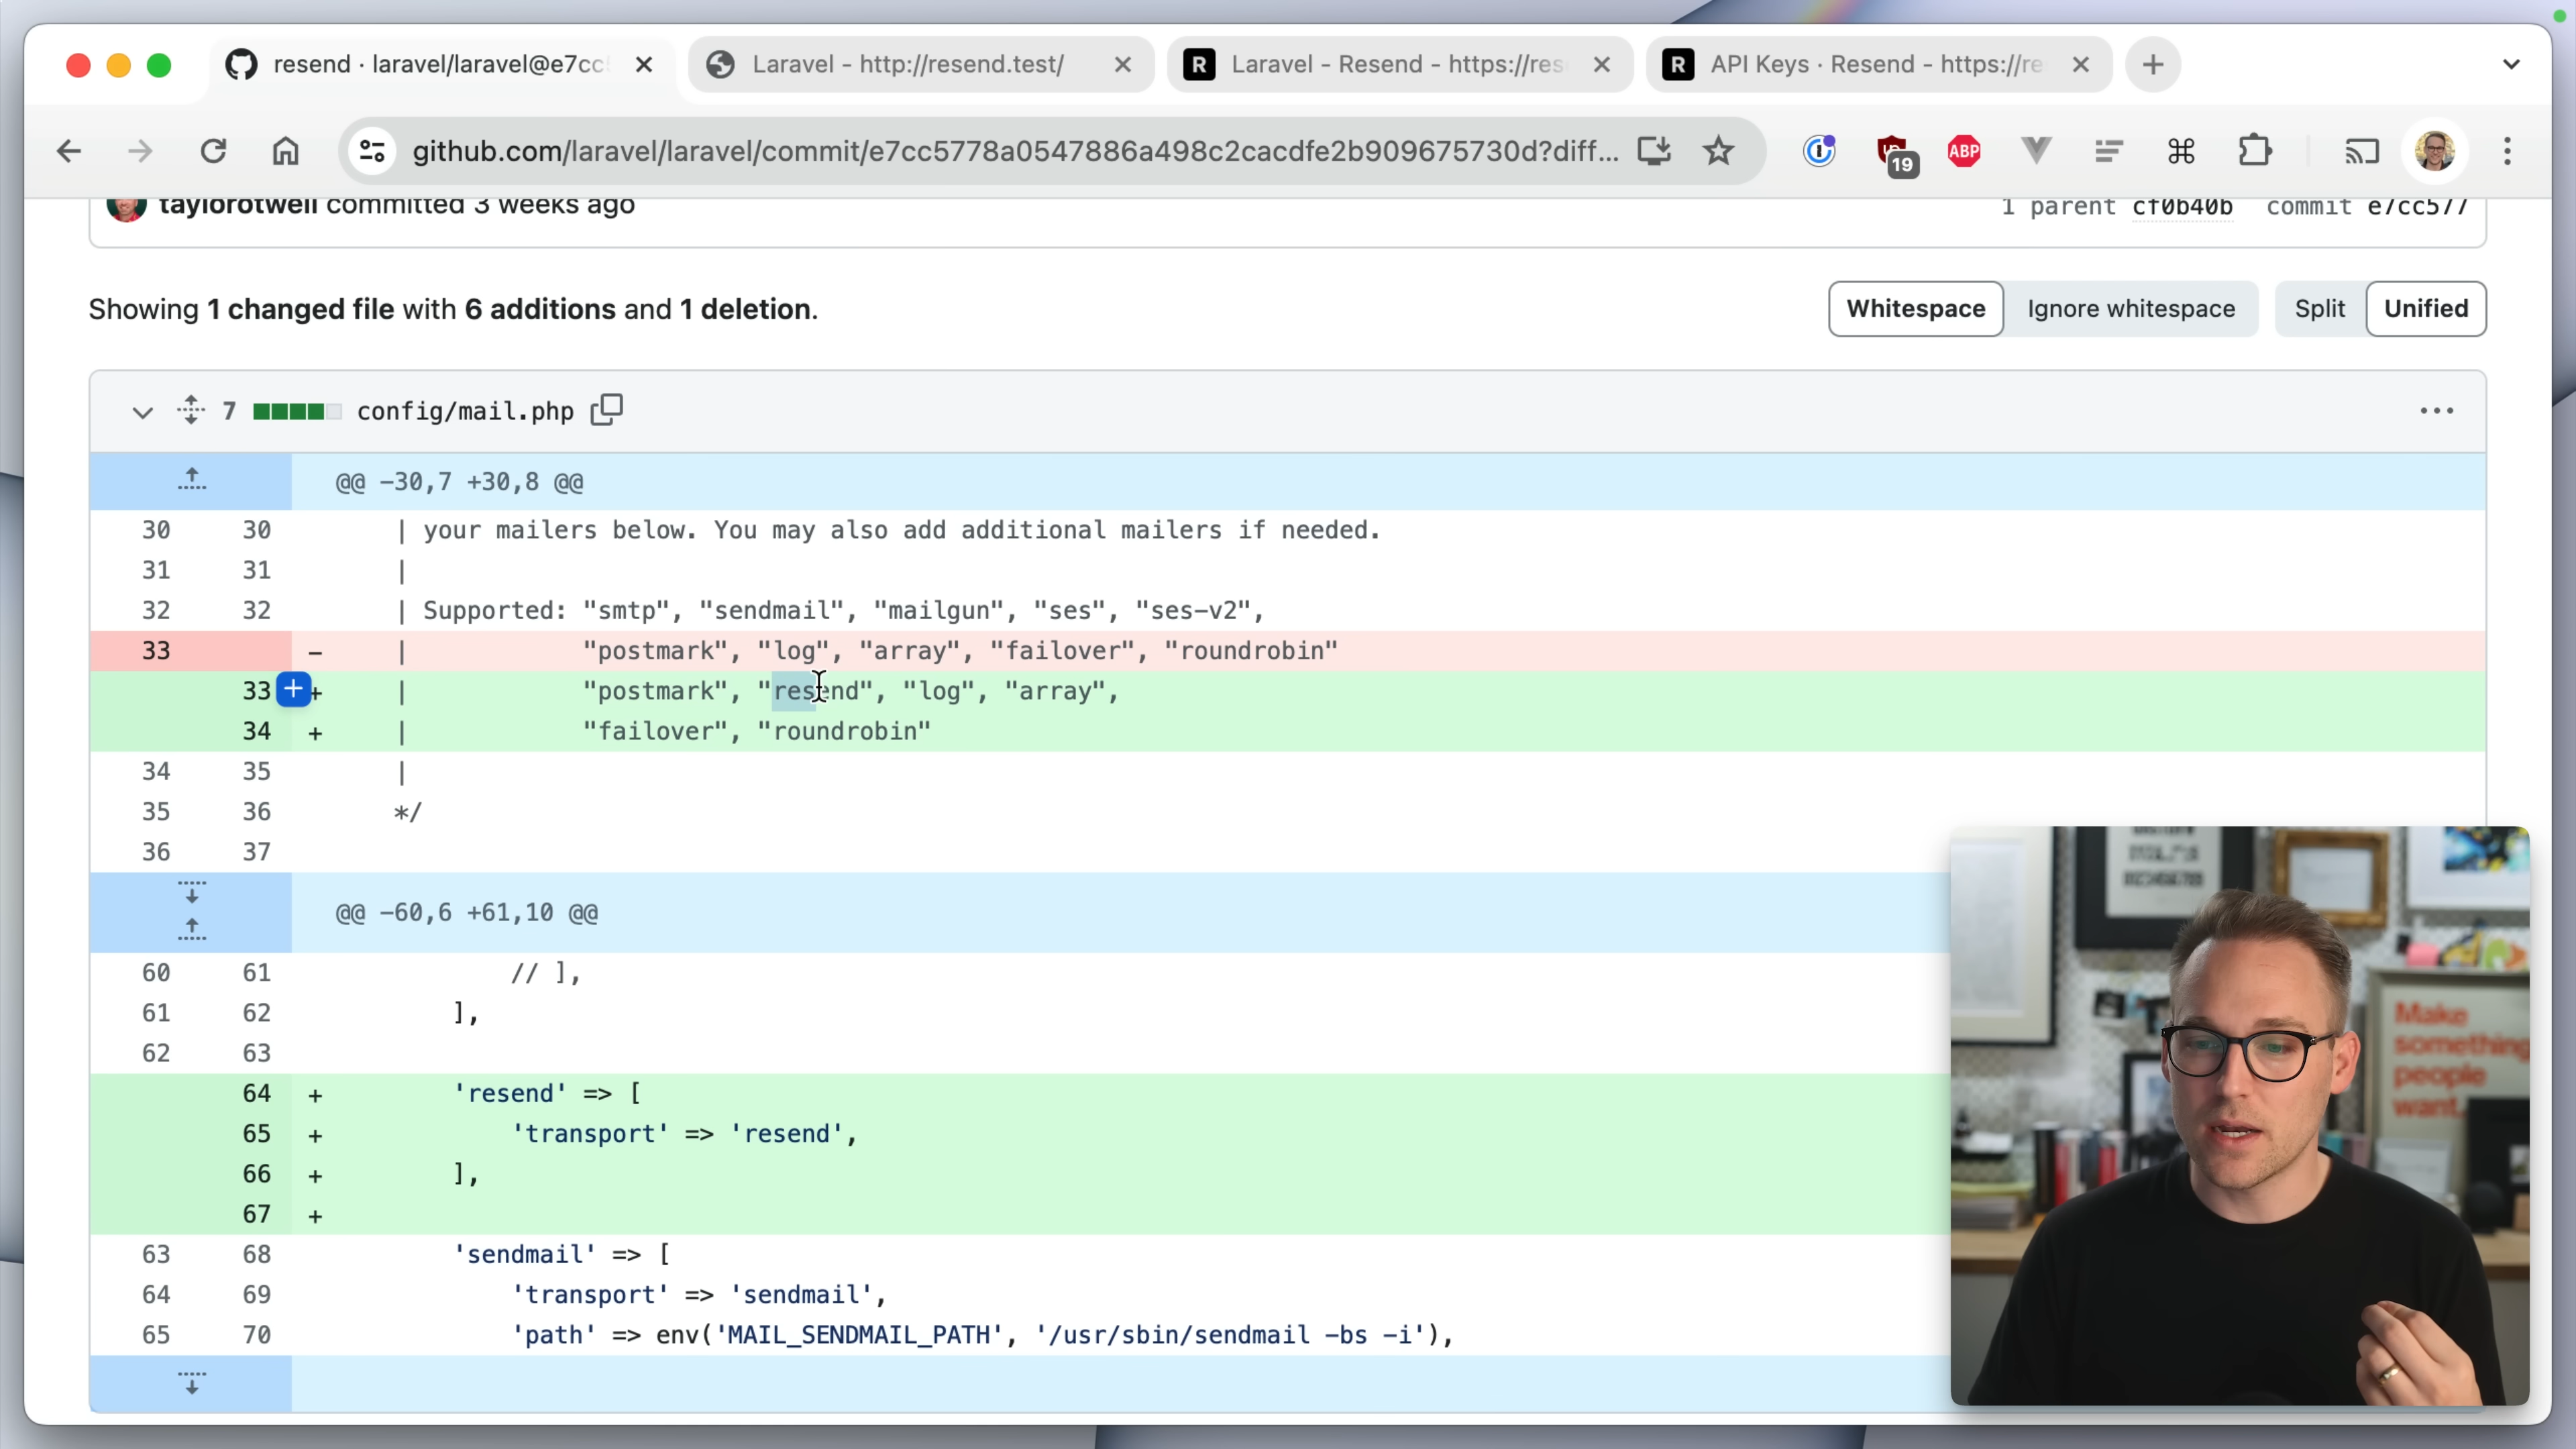 resend · laravel/laravel@e7cc5
Laravel - http://resend.test/
Laravel - Resend - https://res
API Keys · Resend - https://re
github.com/laravel/laravel/commit/e7cc5778a0547886a498c2cacdfe2b909675730d?diff...
19
ABP
taylorotwell committed 3 weeks ago
1 parent cf0b40b commit e7cc577
Showing 1 changed file with 6 additions and 1 deletion.
Whitespace Ignore whitespace Split Unified
7 config/mail.php
@@ -30,7 +30,8 @@
30 30 | your mailers below. You may also add additional mailers if needed.
31 31 |
32 32 | Supported: "smtp", "sendmail", "mailgun", "ses", "ses-v2",
33 - | "postmark", "log", "array", "failover", "roundrobin"
33 + | "postmark", "resend", "log", "array",
34 + | "failover", "roundrobin"
34 35 |
35 36 */
36 37
@@ -60,6 +61,10 @@
60 61 // ],
61 62 ],
62 63
64 + 'resend' => [
65 + 'transport' => 'resend',
66 + ],
67 +
63 68 'sendmail' => [
64 69 'transport' => 'sendmail',
65 70 'path' => env('MAIL_SENDMAIL_PATH', '/usr/sbin/sendmail -bs -i'),
Make
something
people
want.